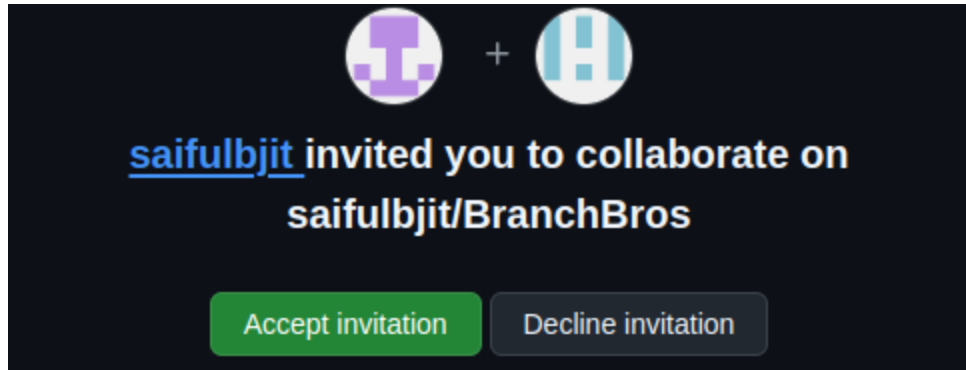 saifulbjit invited you to collaborate on
saifulbjit/BranchBros
Accept invitation
Decline invitation